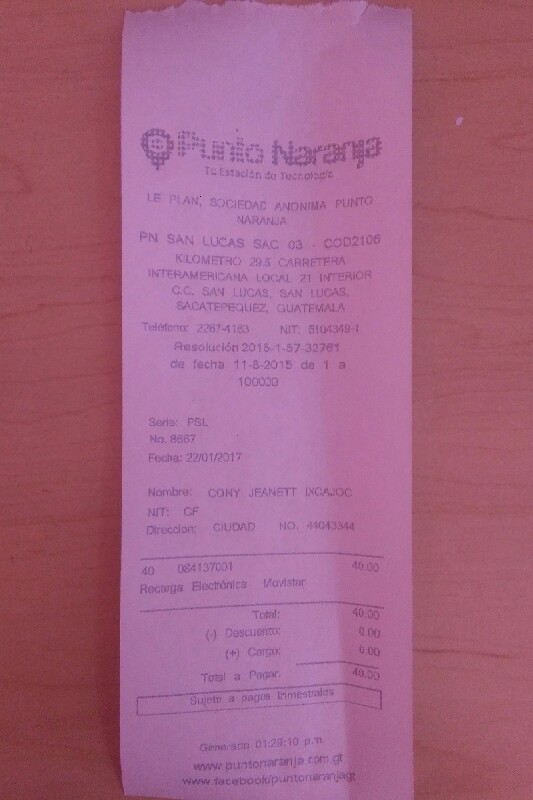 Punto Naranja
Tu Estación de Tecnología
LE PLAN, SOCIEDAD ANONIMA PUNTO
NARANJA
PN SAN LUCAS SAC 03 - COD2106
KILOMETRO 29.5 CARRETERA
INTERAMERICANA LOCAL 21 INTERIOR
C.C. SAN LUCAS, SAN LUCAS,
SACATEPEQUEZ, GUATEMALA
Teléfono: 2267-4183 NIT: 5104349-1
Resolución 2015-1-57-32761
de fecha 11-8-2015 de 1 a
100000
Serie: PSL
No. 8667
Fecha: 22/01/2017
Nombre: CONY JEANETT IXCAJOC
NIT: CF
Direccion: CIUDAD NO. 44043344
40 084137001 40.00
Recarga Electrónica Movistar
Total: 40.00
(-) Descuento: 0.00
(+) Cargo: 0.00
Total a Pagar: 40.00
Sujeto a pagos trimestrales
Generado 01:29:10 p.m.
www.puntonaranja.com.gt
www.facebook/puntonaranjagt